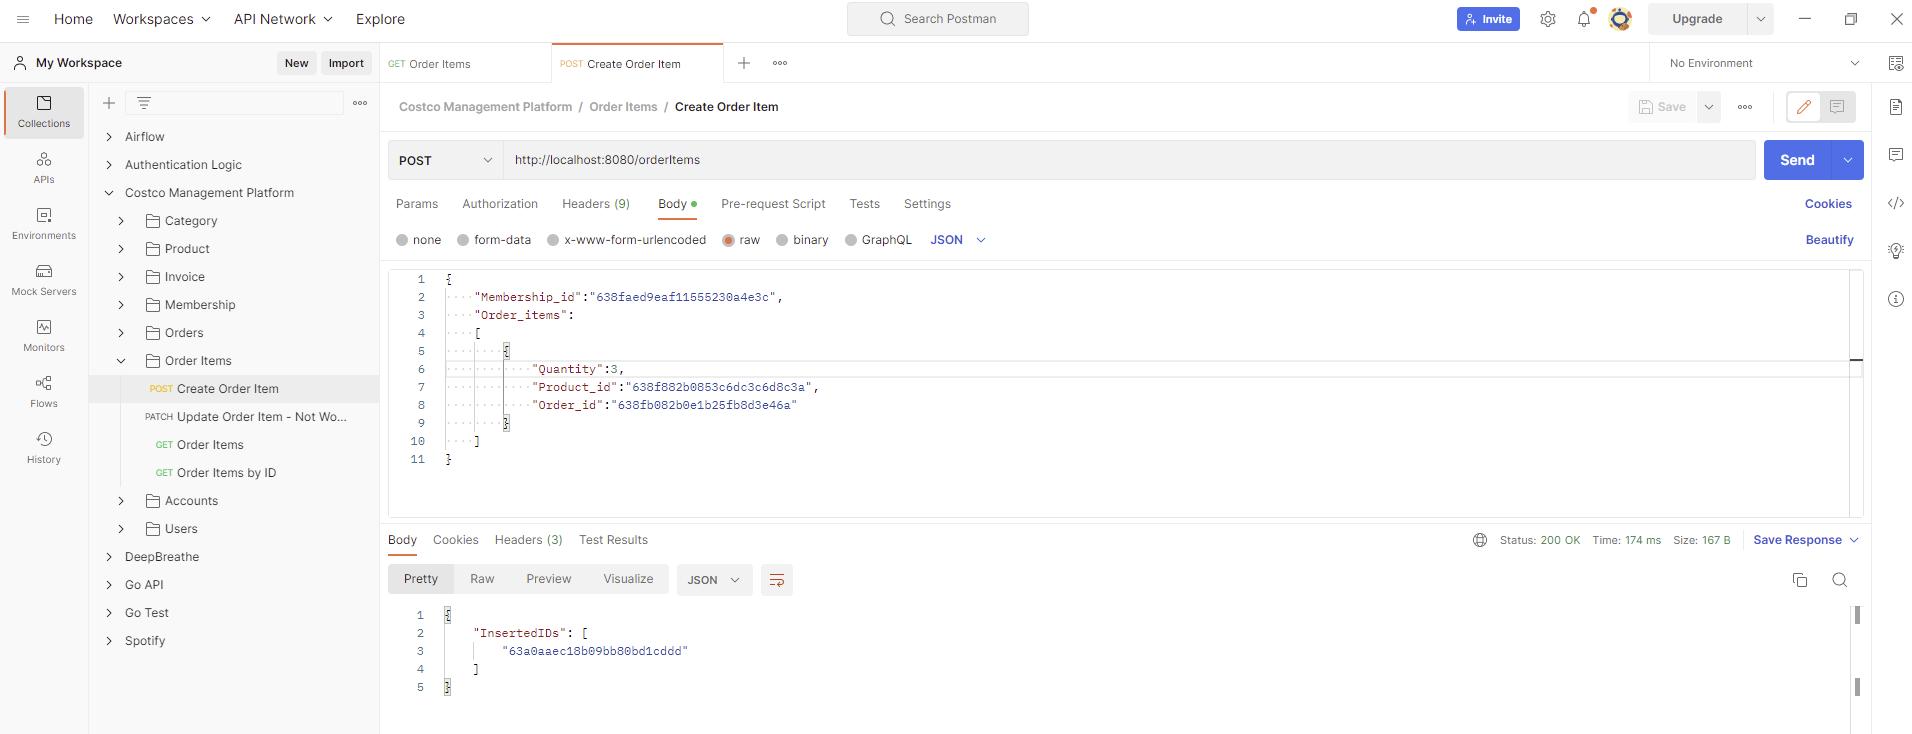 Home Workspaces API Network Explore Search Postman Invite Upgrade
My Workspace New Import
GET Order Items POST Create Order Item No Environment
Collections
APIs
Environments
Mock Servers
Monitors
Flows
History
Airflow
Authentication Logic
Costco Management Platform
Category
Product
Invoice
Membership
Orders
Order Items
POST Create Order Item
PATCH Update Order Item - Not Wo...
GET Order Items
GET Order Items by ID
Accounts
Users
DeepBreathe
Go API
Go Test
Spotify
Costco Management Platform / Order Items / Create Order Item Save
POST http://localhost:8080/orderItems Send
Params Authorization Headers (9) Body Pre-request Script Tests Settings Cookies
none form-data x-www-form-urlencoded raw binary GraphQL JSON Beautify
1 {
2 "Membership_id":"638faed9eaf11555230a4e3c",
3 "Order_items":
4 [
5 {
6 "Quantity":3,
7 "Product_id":"638f882b0853c6dc3c6d8c3a",
8 "Order_id":"638fb082b0e1b25fb8d3e46a"
9 }
10 ]
11 }
Body Cookies Headers (3) Test Results Status: 200 OK Time: 174 ms Size: 167 B Save Response
Pretty Raw Preview Visualize JSON
1 {
2 "InsertedIDs": [
3 "63a0aaec18b09bb80bd1cddd"
4 ]
5 }